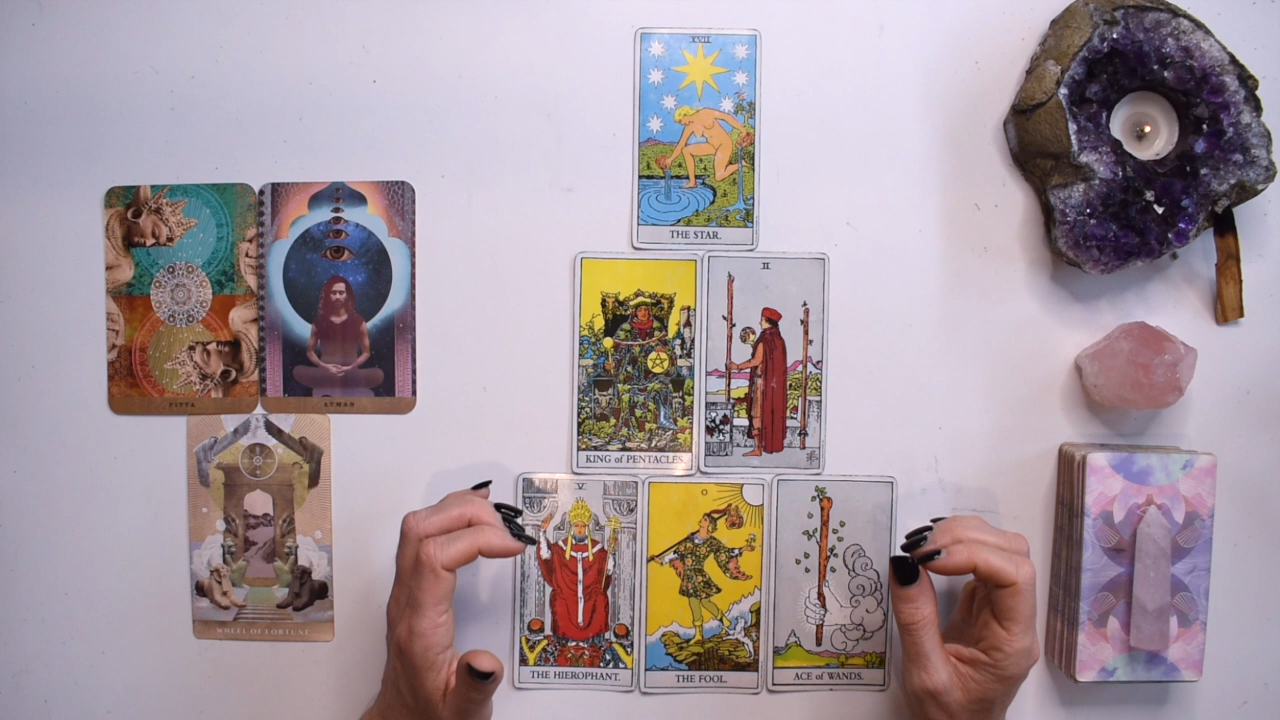 XVII
THE STAR.
PITTA
ATMAN
KING of PENTACLES.
II
WHEEL OF FORTUNE
V
THE HIEROPHANT.
0
THE FOOL.
ACE of WANDS.